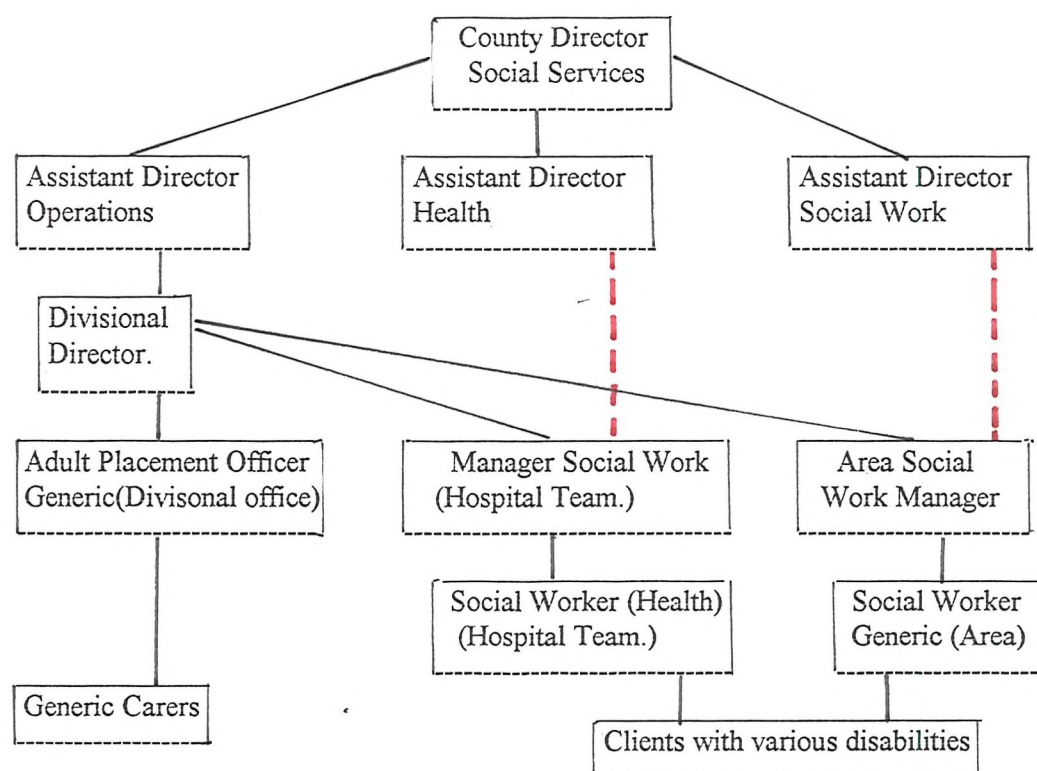 County Director
Social Services
Assistant Director
Operations
Assistant Director
Health
Assistant Director
Social Work
Divisional
Director.
Adult Placement Officer
Generic(Divisonal office)
Manager Social Work
(Hospital Team.)
Area Social
Work Manager
Social Worker (Health)
(Hospital Team.)
Social Worker
Generic (Area)
Generic Carers
Clients with various disabilities